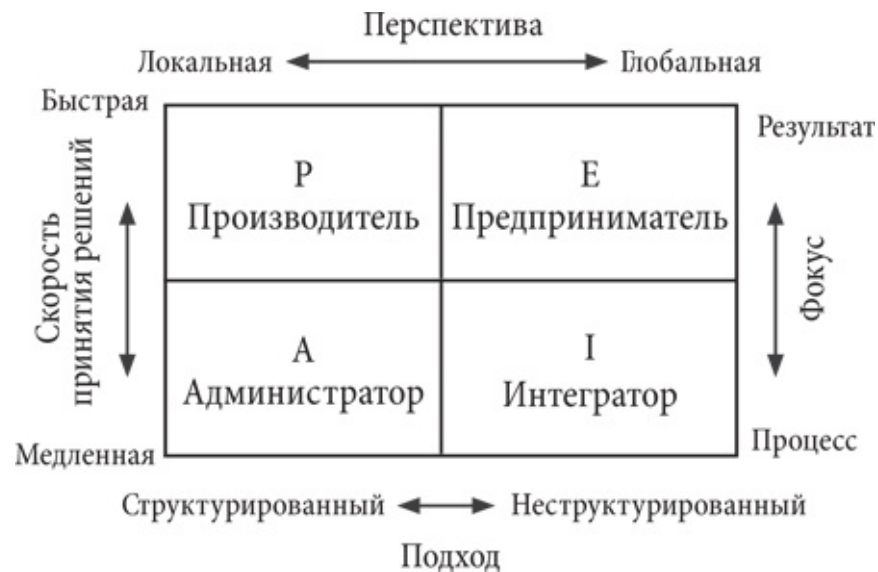 Перспектива
Локальная Глобальная
Быстрая
Результат
P
Производитель
E
Предприниматель
Скорость
принятия решений
Фокус
A
Администратор
I
Интегратор
Медленная
Процесс
Структурированный Неструктурированный
Подход